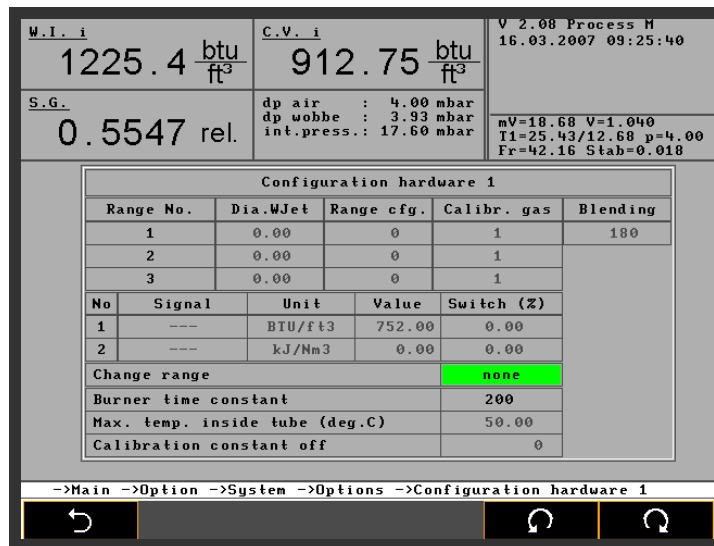 W.I. i
1225.4 btu/ft³
C.V. i
912.75 btu/ft³
V 2.08 Process M
16.03.2007 09:25:40
S.G.
0.5547 rel.
dp air : 4.00 mbar
dp wobbe : 3.93 mbar
int.press.: 17.60 mbar
mV=18.68 V=1.040
T1=25.43/12.68 p=4.00
Fr=42.16 Stab=0.018
Configuration hardware 1
Range No. Dia.WJet Range cfg. Calibr. gas Blending
1 0.00 0 1 180
2 0.00 0 1
3 0.00 0 1
No Signal Unit Value Switch (%)
1 --- BTU/ft3 752.00 0.00
2 --- kJ/Nm3 0.00 0.00
Change range none
Burner time constant 200
Max. temp. inside tube (deg.C) 50.00
Calibration constant off 0
->Main ->Option ->System ->Options ->Configuration hardware 1